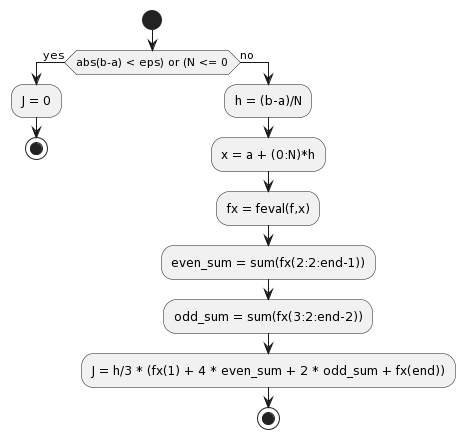 yes
abs(b-a) < eps) or (N <= 0
no
J = 0
h = (b-a)/N
x = a + (0:N)*h
fx = feval(f,x)
even_sum = sum(fx(2:2:end-1))
odd_sum = sum(fx(3:2:end-2))
J = h/3 * (fx(1) + 4 * even_sum + 2 * odd_sum + fx(end))